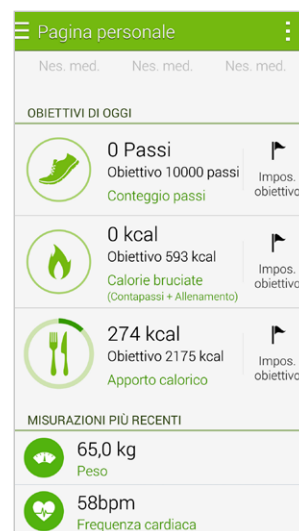 Pagina personale
Nes. med. Nes. med. Nes. med.
OBIETTIVI DI OGGI
0 Passi
Obiettivo 10000 passi
Conteggio passi
Impos.
obiettivo
0 kcal
Obiettivo 593 kcal
Calorie bruciate
(Contapassi + Allenamento)
Impos.
obiettivo
274 kcal
Obiettivo 2175 kcal
Apporto calorico
Impos.
obiettivo
MISURAZIONI PIÙ RECENTI
65,0 kg
Peso
58bpm
Frequenza cardiaca